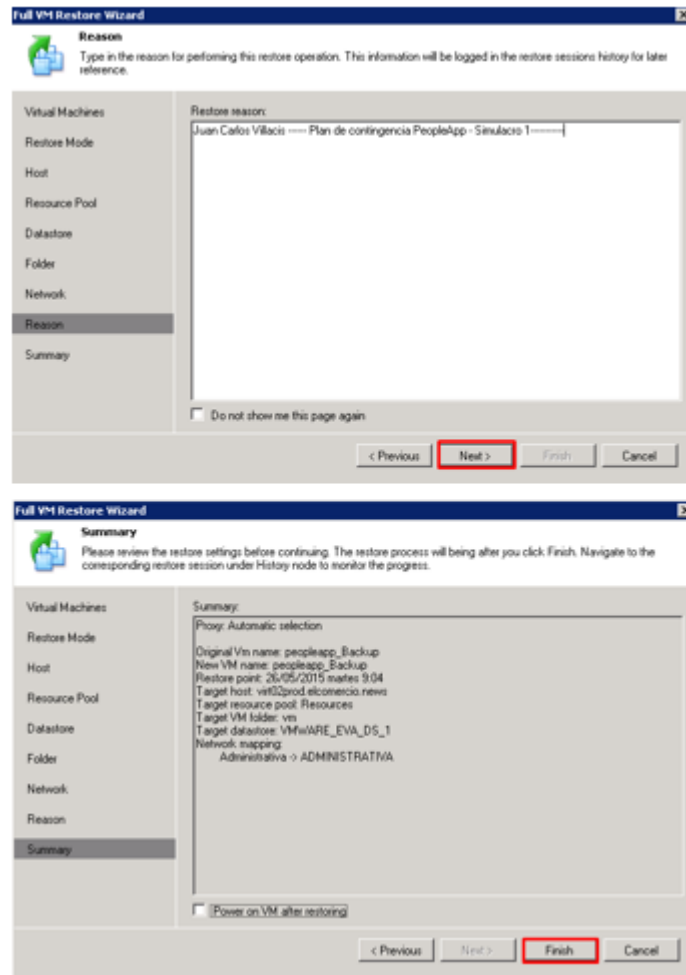 Full VM Restore Wizard
Reason
Type in the reason for performing this restore operation. This information will be logged in the restore sessions history for later
reference.
Virtual Machines
Restore Mode
Host
Resource Pool
Datastore
Folder
Network
Reason
Summary
Restore reason:
Juan Carlos Villacis ----- Plan de contingencia PeopleApp - Simulacro 1---------
Do not show me this page again
< Previous
Next >
Finish
Cancel
Full VM Restore Wizard
Summary
Please review the restore settings before continuing. The restore process will being after you click Finish. Navigate to the
corresponding restore session under History node to monitor the progress.
Virtual Machines
Restore Mode
Host
Resource Pool
Datastore
Folder
Network
Reason
Summary
Summary:
Proxy: Automatic selection
Original Vm name: peopleapp_Backup
New VM name: peopleapp_Backup
Restore point: 26/05/2015 martes 9:04
Target host: virt02prod.elcomercio.news
Target resource pool: Resources
Target VM folder: vm
Target datastore: VMWARE_EVA_DS_1
Network mapping:
Administrativa -> ADMINISTRATIVA
Power on VM after restoring
< Previous
Next >
Finish
Cancel